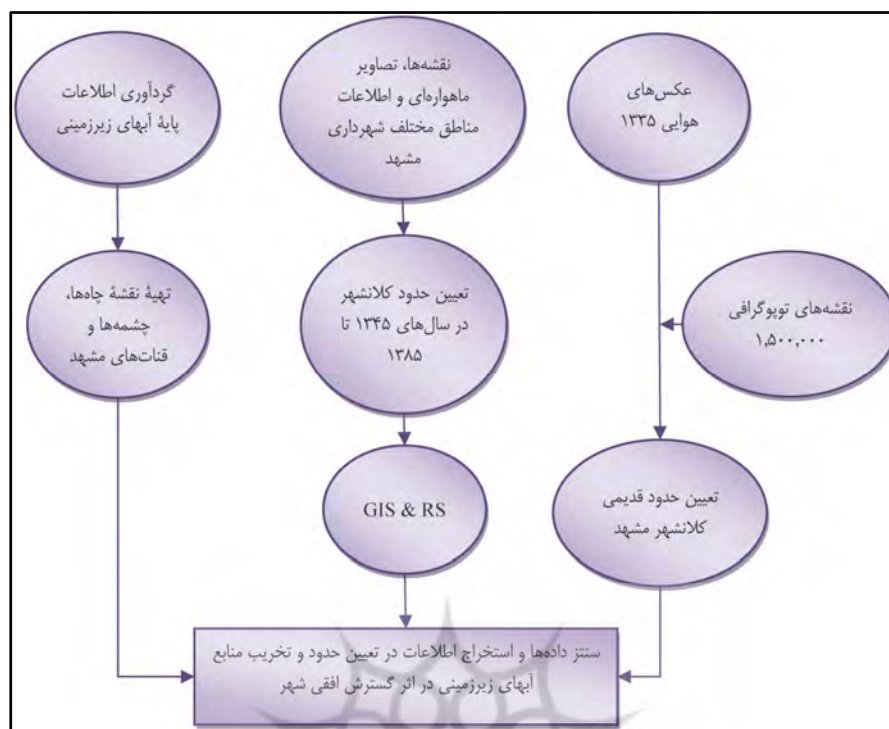 عکس‌های
هوایی ۱۳۳۵
نقشه‌ها، تصاویر
ماهواره‌ای و اطلاعات
مناطق مختلف شهرداری
مشهد
گردآوری اطلاعات
پایهٔ آبهای زیرزمینی
نقشه‌های توپوگرافی
۱,۵۰۰,۰۰۰
تعیین حدود کلانشهر
در سال‌های ۱۳۴۵ تا
۱۳۸۵
تهیهٔ نقشهٔ چاه‌ها،
چشمه‌ها و
قنات‌های مشهد
تعیین حدود قدیمی
کلانشهر مشهد
GIS & RS
سنتز داده‌ها و استخراج اطلاعات در تعیین حدود و تخریب منابع
آبهای زیرزمینی در اثر گسترش افقی شهر